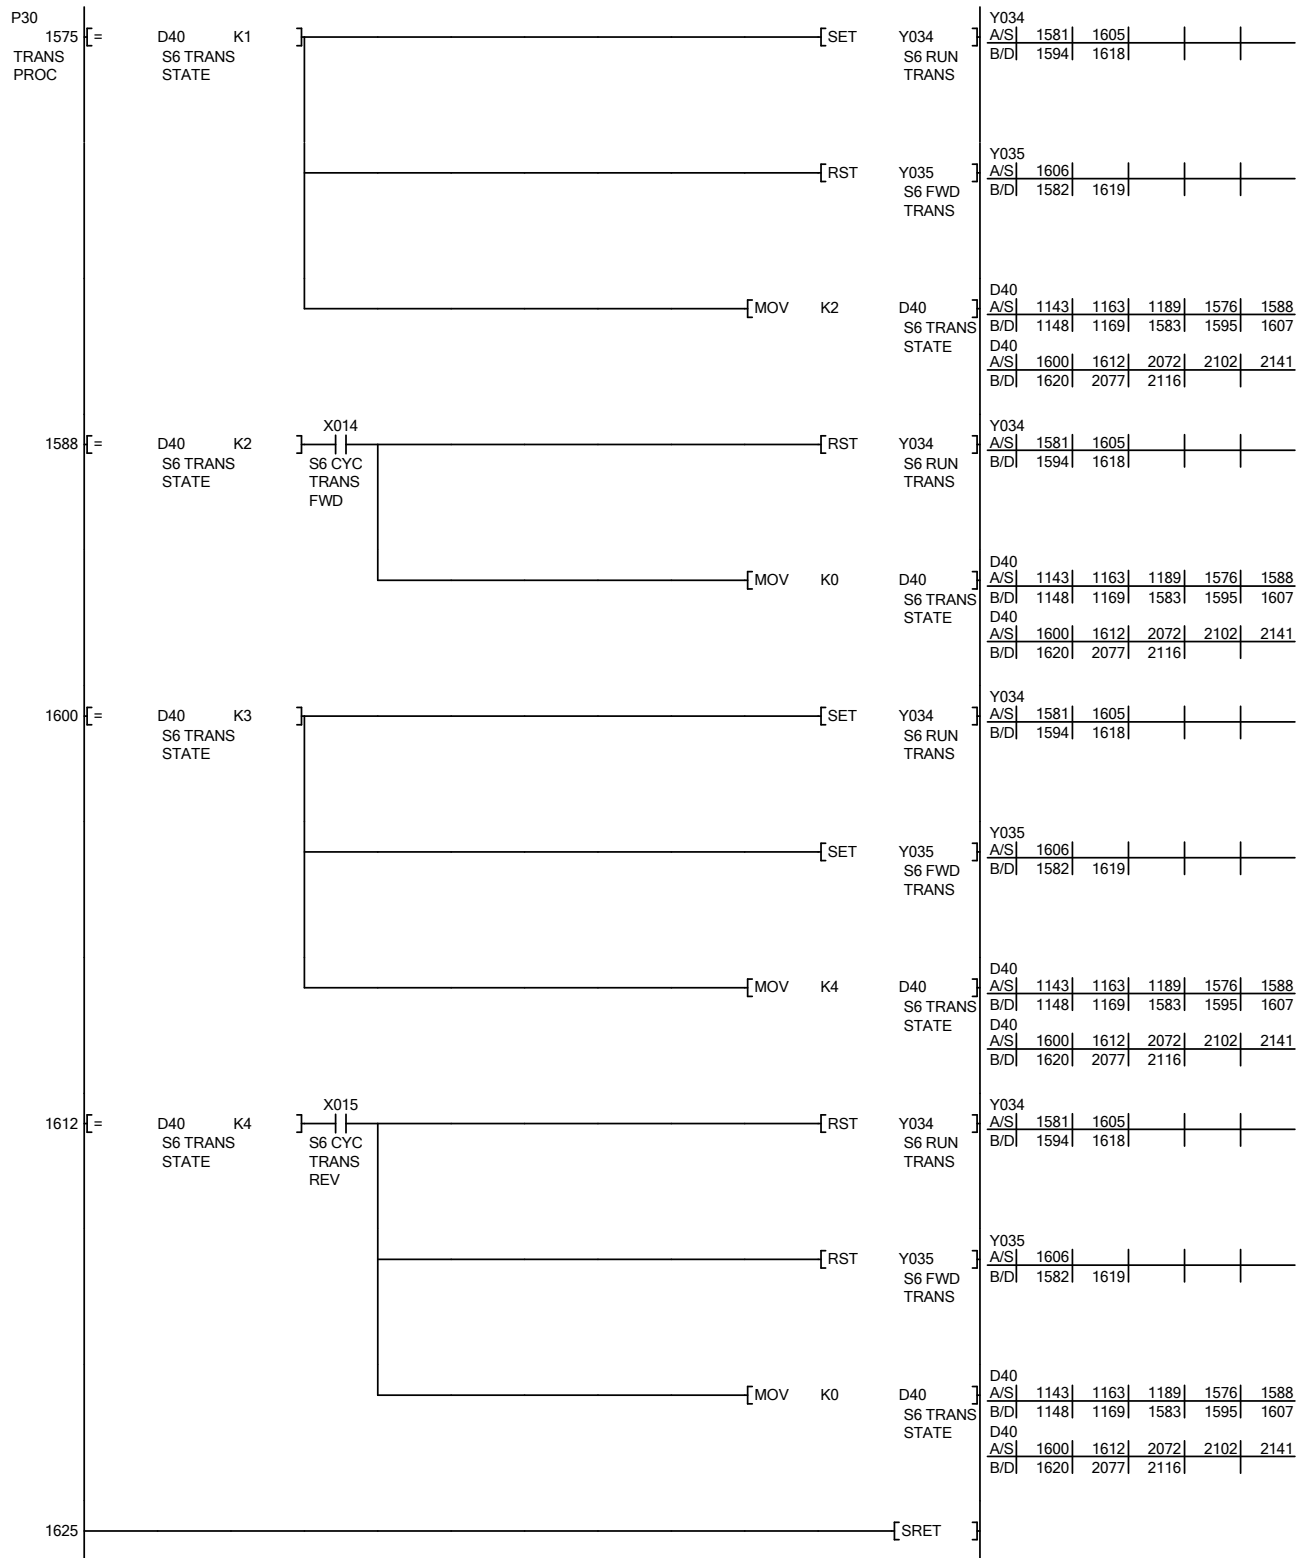 P30
1575 [= D40 K1 ] [SET Y034 ]
TRANS PROC
S6 TRANS STATE
S6 RUN TRANS
Y034
A/S 1581 1605
B/D 1594 1618
[RST Y035 ]
S6 FWD TRANS
Y035
A/S 1606
B/D 1582 1619
[MOV K2 D40 ]
S6 TRANS STATE
D40
A/S 1143 1163 1189 1576 1588
B/D 1148 1169 1583 1595 1607
D40
A/S 1600 1612 2072 2102 2141
B/D 1620 2077 2116
1588 [= D40 K2 ] X014 [RST Y034 ]
S6 TRANS STATE
S6 CYC TRANS FWD
S6 RUN TRANS
Y034
A/S 1581 1605
B/D 1594 1618
[MOV K0 D40 ]
S6 TRANS STATE
D40
A/S 1143 1163 1189 1576 1588
B/D 1148 1169 1583 1595 1607
D40
A/S 1600 1612 2072 2102 2141
B/D 1620 2077 2116
1600 [= D40 K3 ] [SET Y034 ]
S6 TRANS STATE
S6 RUN TRANS
Y034
A/S 1581 1605
B/D 1594 1618
[SET Y035 ]
S6 FWD TRANS
Y035
A/S 1606
B/D 1582 1619
[MOV K4 D40 ]
S6 TRANS STATE
D40
A/S 1143 1163 1189 1576 1588
B/D 1148 1169 1583 1595 1607
D40
A/S 1600 1612 2072 2102 2141
B/D 1620 2077 2116
1612 [= D40 K4 ] X015 [RST Y034 ]
S6 TRANS STATE
S6 CYC TRANS REV
S6 RUN TRANS
Y034
A/S 1581 1605
B/D 1594 1618
[RST Y035 ]
S6 FWD TRANS
Y035
A/S 1606
B/D 1582 1619
[MOV K0 D40 ]
S6 TRANS STATE
D40
A/S 1143 1163 1189 1576 1588
B/D 1148 1169 1583 1595 1607
D40
A/S 1600 1612 2072 2102 2141
B/D 1620 2077 2116
1625 [SRET ]